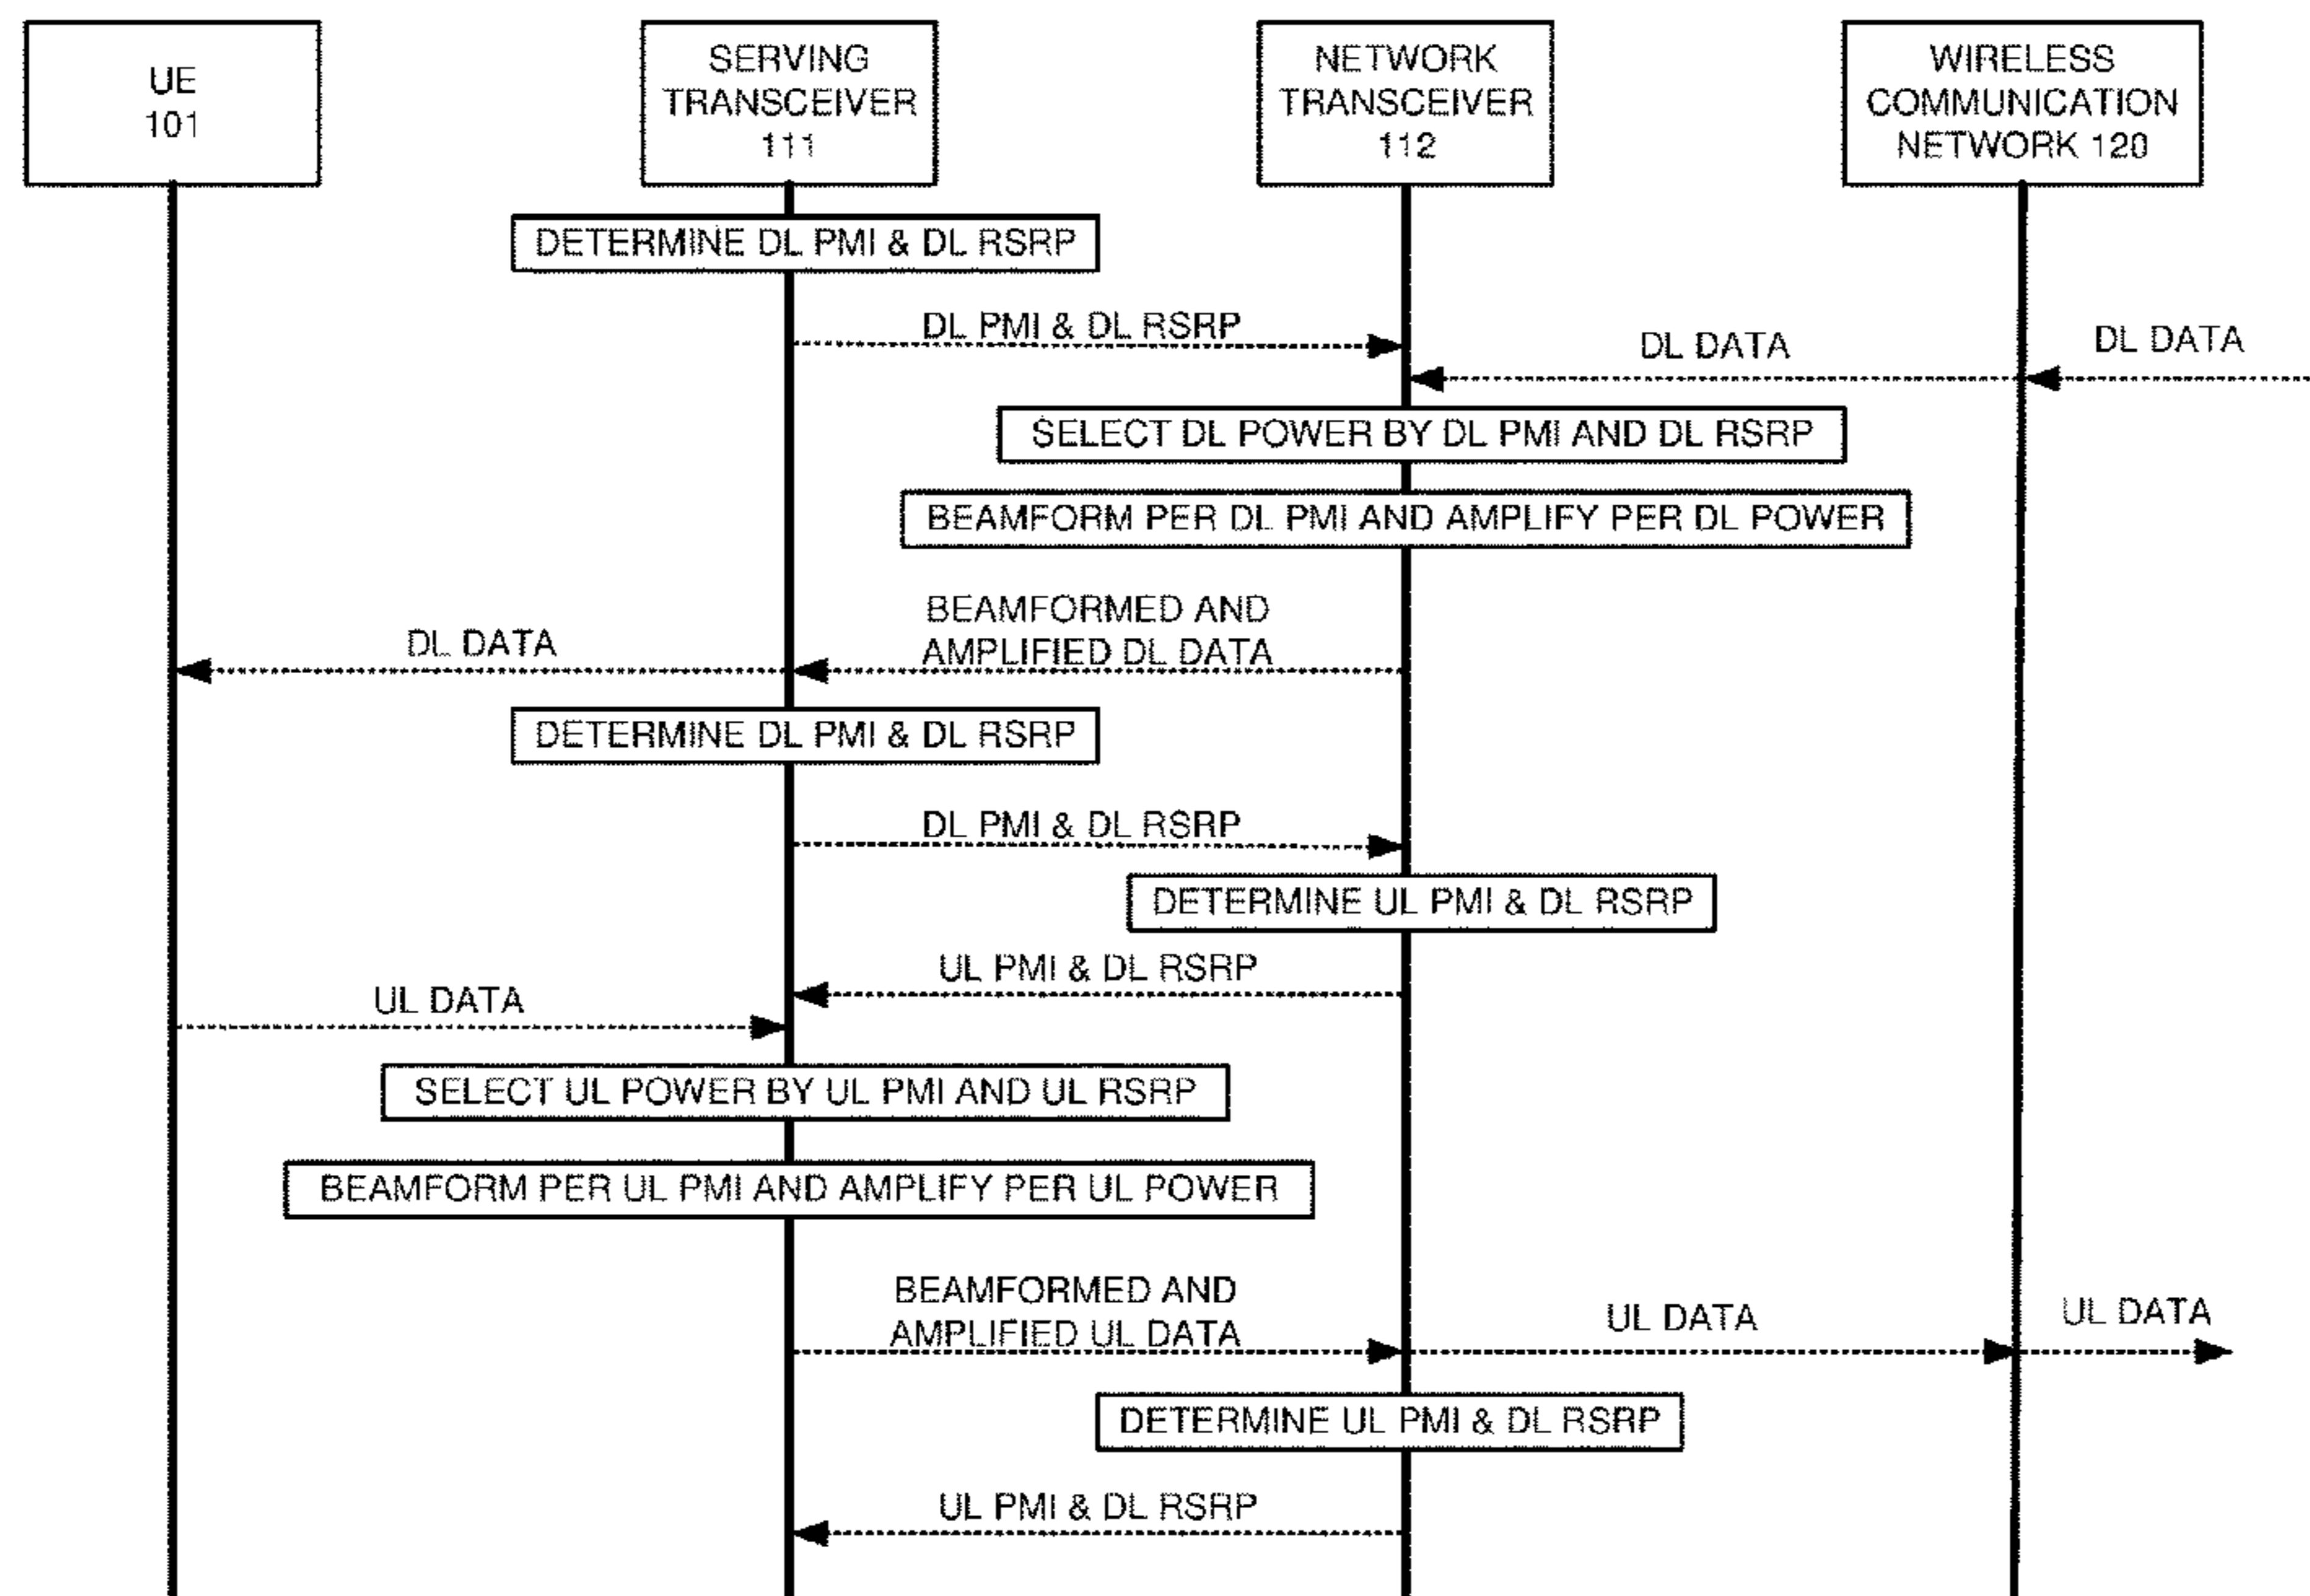 UE
101
SERVING
TRANSCEIVER
111
NETWORK
TRANSCEIVER
112
WIRELESS
COMMUNICATION
NETWORK 120
DETERMINE DL PMI & DL RSRP
DL PMI & DL RSRP
DL DATA
DL DATA
SELECT DL POWER BY DL PMI AND DL RSRP
BEAMFORM PER DL PMI AND AMPLIFY PER DL POWER
BEAMFORMED AND
AMPLIFIED DL DATA
DL DATA
DETERMINE DL PMI & DL RSRP
DL PMI & DL RSRP
DETERMINE UL PMI & DL RSRP
UL PMI & DL RSRP
UL DATA
SELECT UL POWER BY UL PMI AND UL RSRP
BEAMFORM PER UL PMI AND AMPLIFY PER UL POWER
BEAMFORMED AND
AMPLIFIED UL DATA
UL DATA
UL DATA
DETERMINE UL PMI & DL RSRP
UL PMI & DL RSRP